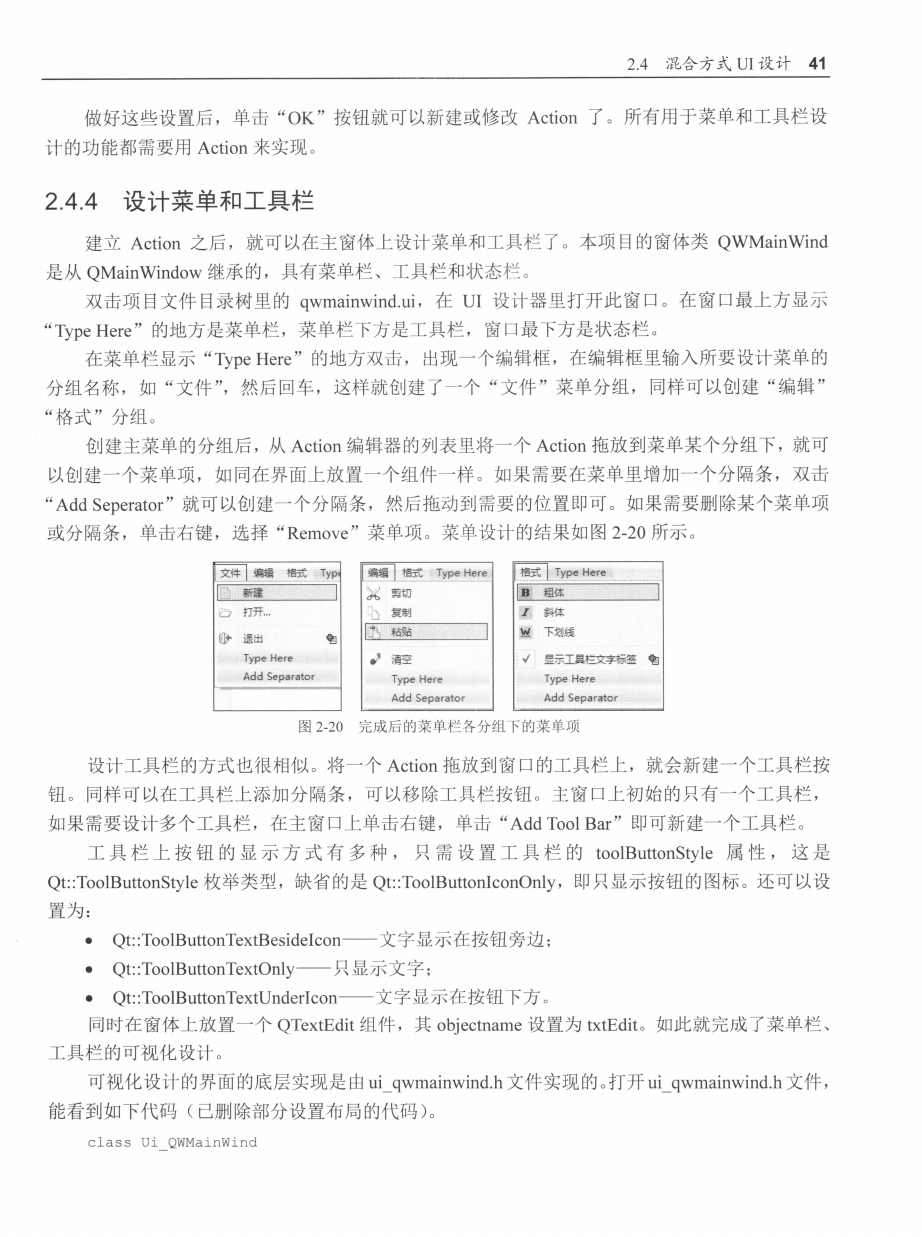 2.4 混合方式 UI 设计 41
做好这些设置后，单击“OK”按钮就可以新建或修改 Action 了。所有用于菜单和工具栏设
计的功能都需要用 Action 来实现。
2.4.4 设计菜单和工具栏
建立 Action 之后，就可以在主窗体上设计菜单和工具栏了。本项目的窗体类 QWMainWind
是从 QMainWindow 继承的，具有菜单栏、工具栏和状态栏。
双击项目文件目录树里的 qwmainwind.ui，在 UI 设计器里打开此窗口。在窗口最上方显示
“Type Here”的地方是菜单栏，菜单栏下方是工具栏，窗口最下方是状态栏。
在菜单栏显示“Type Here”的地方双击，出现一个编辑框，在编辑框里输入所要设计菜单的
分组名称，如“文件”，然后回车，这样就创建了一个“文件”菜单分组，同样可以创建“编辑”
“格式”分组。
创建主菜单的分组后，从 Action 编辑器的列表里将一个 Action 拖放到菜单某个分组下，就可
以创建一个菜单项，如同在界面上放置一个组件一样。如果需要在菜单里增加一个分隔条，双击
“Add Seperator”就可以创建一个分隔条，然后拖动到需要的位置即可。如果需要删除某个菜单项
或分隔条，单击右键，选择“Remove”菜单项。菜单设计的结果如图 2-20 所示。
文件 编辑 格式 Type
新建
打开...
退出
Type Here
Add Separator
编辑 格式 Type Here
剪切
复制
粘贴
清空
Type Here
Add Separator
格式 Type Here
B 粗体
I 斜体
W 下划线
✓ 显示工具栏文字标签
Type Here
Add Separator
图 2-20 完成后的菜单栏各分组下的菜单项
设计工具栏的方式也很相似。将一个 Action 拖放到窗口的工具栏上，就会新建一个工具栏按
钮。同样可以在工具栏上添加分隔条，可以移除工具栏按钮。主窗口上初始的只有一个工具栏，
如果需要设计多个工具栏，在主窗口上单击右键，单击“Add Tool Bar”即可新建一个工具栏。
工具栏上按钮的显示方式有多种，只需设置工具栏的 toolButtonStyle 属性，这是
Qt::ToolButtonStyle 枚举类型，缺省的是 Qt::ToolButtonIconOnly，即只显示按钮的图标。还可以设
置为：
● Qt::ToolButtonTextBesideIcon——文字显示在按钮旁边；
● Qt::ToolButtonTextOnly——只显示文字；
● Qt::ToolButtonTextUnderIcon——文字显示在按钮下方。
同时在窗体上放置一个 QTextEdit 组件，其 objectname 设置为 txtEdit。如此就完成了菜单栏、
工具栏的可视化设计。
可视化设计的界面的底层实现是由 ui_qwmainwind.h 文件实现的。打开 ui_qwmainwind.h 文件，
能看到如下代码（已删除部分设置布局的代码）。
class Ui_QWMainWind